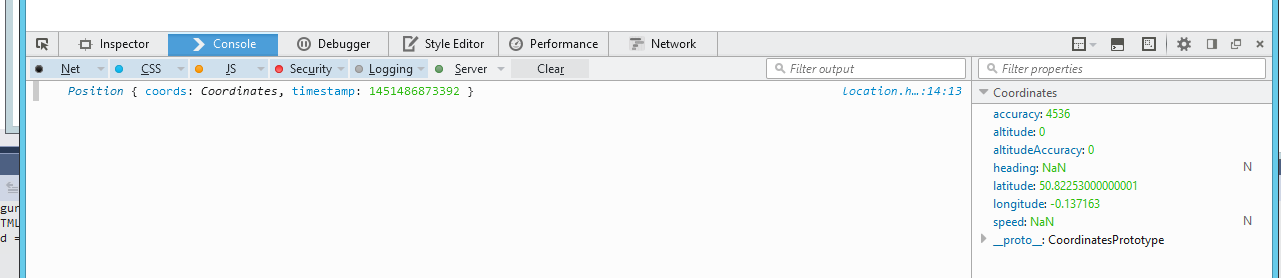 Inspector Console Debugger Style Editor Performance Network
Net CSS JS Security Logging Server Clear Filter output Filter properties
Position { coords: Coordinates, timestamp: 1451486873392 } location.h…:14:13
Coordinates
accuracy: 4536
altitude: 0
altitudeAccuracy: 0
heading: NaN N
latitude: 50.82253000000001
longitude: -0.137163
speed: NaN N
__proto__: CoordinatesPrototype
gur
TML
d =